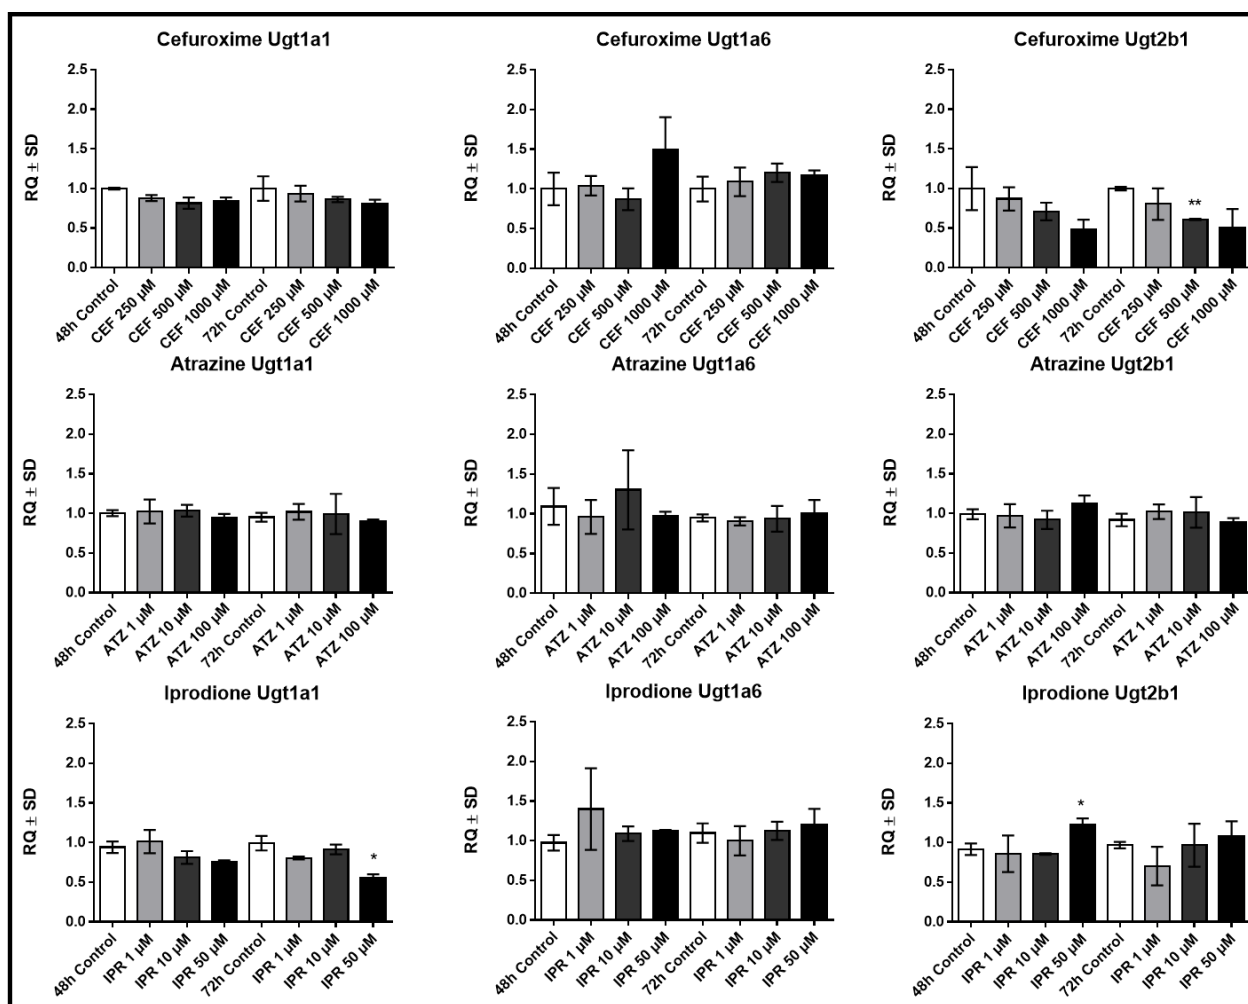 Cefuroxime Ugt1a1
RQ ± SD
2.5
2.0
1.5
1.0
0.5
0.0
48h Control
CEF 250 µM
CEF 500 µM
CEF 1000 µM
72h Control
CEF 250 µM
CEF 500 µM
CEF 1000 µM
Cefuroxime Ugt1a6
RQ ± SD
2.5
2.0
1.5
1.0
0.5
0.0
48h Control
CEF 250 µM
CEF 500 µM
CEF 1000 µM
72h Control
CEF 250 µM
CEF 500 µM
CEF 1000 µM
Cefuroxime Ugt2b1
RQ ± SD
2.5
2.0
1.5
1.0
0.5
0.0
**
48h Control
CEF 250 µM
CEF 500 µM
CEF 1000 µM
72h Control
CEF 250 µM
CEF 500 µM
CEF 1000 µM
Atrazine Ugt1a1
RQ ± SD
2.5
2.0
1.5
1.0
0.5
0.0
48h Control
ATZ 1 µM
ATZ 10 µM
ATZ 100 µM
72h Control
ATZ 1 µM
ATZ 10 µM
ATZ 100 µM
Atrazine Ugt1a6
RQ ± SD
2.5
2.0
1.5
1.0
0.5
0.0
48h Control
ATZ 1 µM
ATZ 10 µM
ATZ 100 µM
72h Control
ATZ 1 µM
ATZ 10 µM
ATZ 100 µM
Atrazine Ugt2b1
RQ ± SD
2.5
2.0
1.5
1.0
0.5
0.0
48h Control
ATZ 1 µM
ATZ 10 µM
ATZ 100 µM
72h Control
ATZ 1 µM
ATZ 10 µM
ATZ 100 µM
Iprodione Ugt1a1
RQ ± SD
2.5
2.0
1.5
1.0
0.5
0.0
*
48h Control
IPR 1 µM
IPR 10 µM
IPR 50 µM
72h Control
IPR 1 µM
IPR 10 µM
IPR 50 µM
Iprodione Ugt1a6
RQ ± SD
2.5
2.0
1.5
1.0
0.5
0.0
48h Control
IPR 1 µM
IPR 10 µM
IPR 50 µM
72h Control
IPR 1 µM
IPR 10 µM
IPR 50 µM
Iprodione Ugt2b1
RQ ± SD
2.5
2.0
1.5
1.0
0.5
0.0
*
48h Control
IPR 1 µM
IPR 10 µM
IPR 50 µM
72h Control
IPR 1 µM
IPR 10 µM
IPR 50 µM